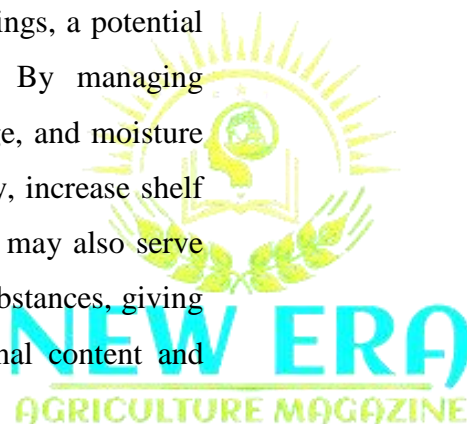 ings, a potential
By managing
ge, and moisture
y, increase shelf
may also serve
bstances, giving
nal content and
NEW ERA
AGRICULTURE MAGAZINE